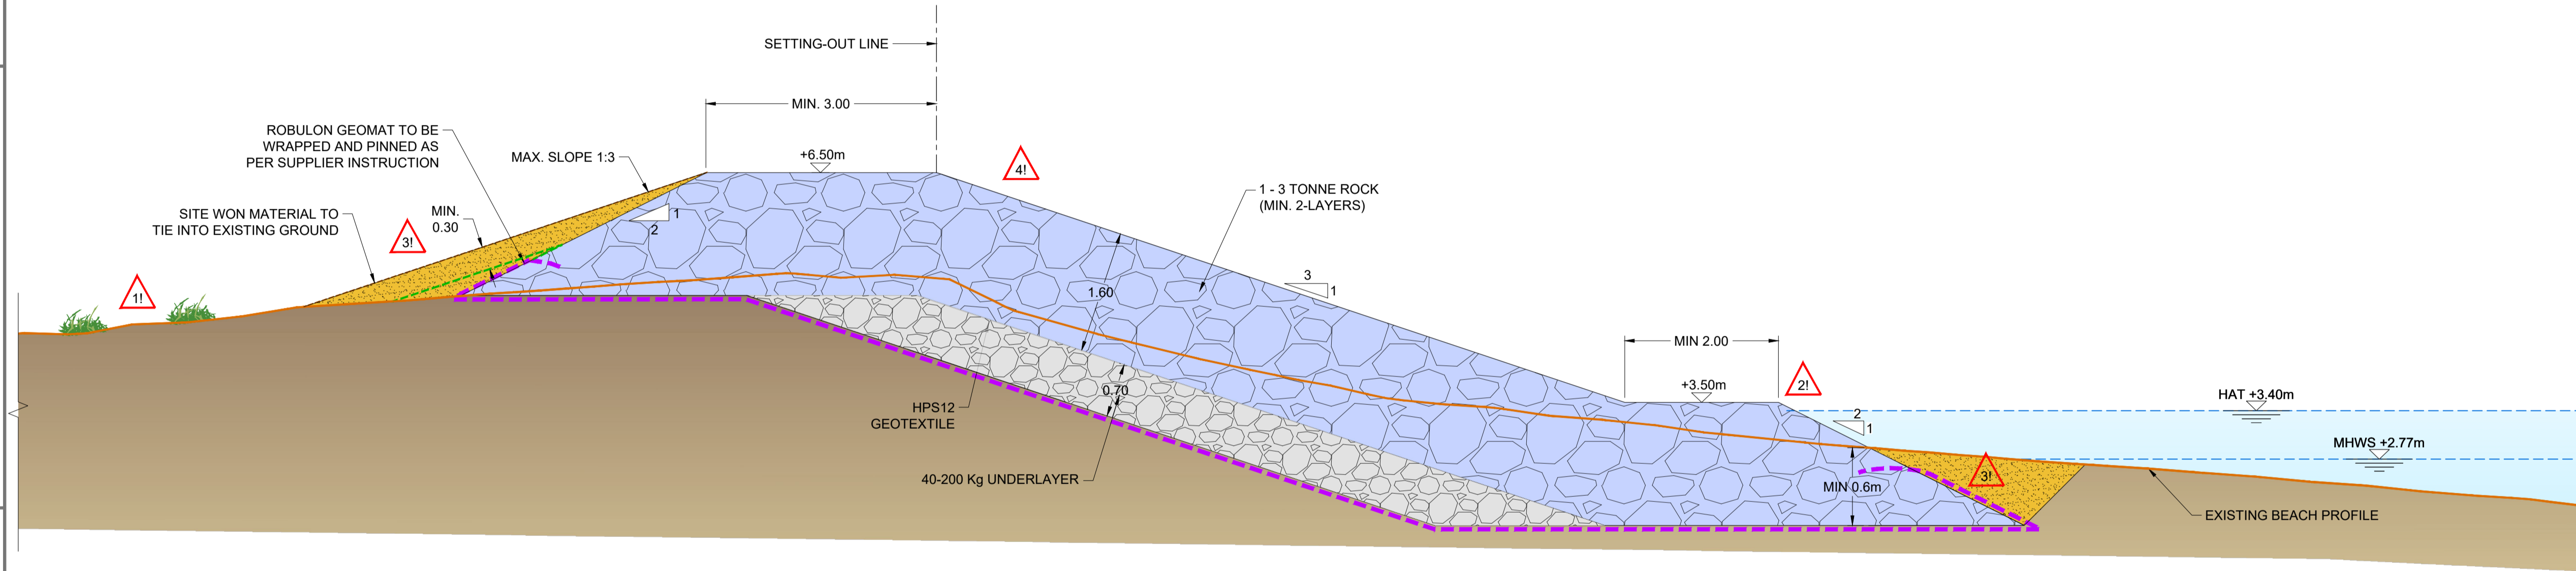 SETTING-OUT LINE
MIN. 3.00
ROBULON GEOMAT TO BE
WRAPPED AND PINNED AS
PER SUPPLIER INSTRUCTION
MAX. SLOPE 1:3
+6.50m
4!
1 - 3 TONNE ROCK
(MIN. 2-LAYERS)
SITE WON MATERIAL TO
TIE INTO EXISTING GROUND
MIN.
0.30
3!
1
2
1!
1.60
3
1
MIN 2.00
+3.50m
2!
HAT +3.40m
2
1
MHWS +2.77m
0.70
HPS12
GEOTEXTILE
40-200 Kg UNDERLAYER
MIN 0.6m
3!
EXISTING BEACH PROFILE